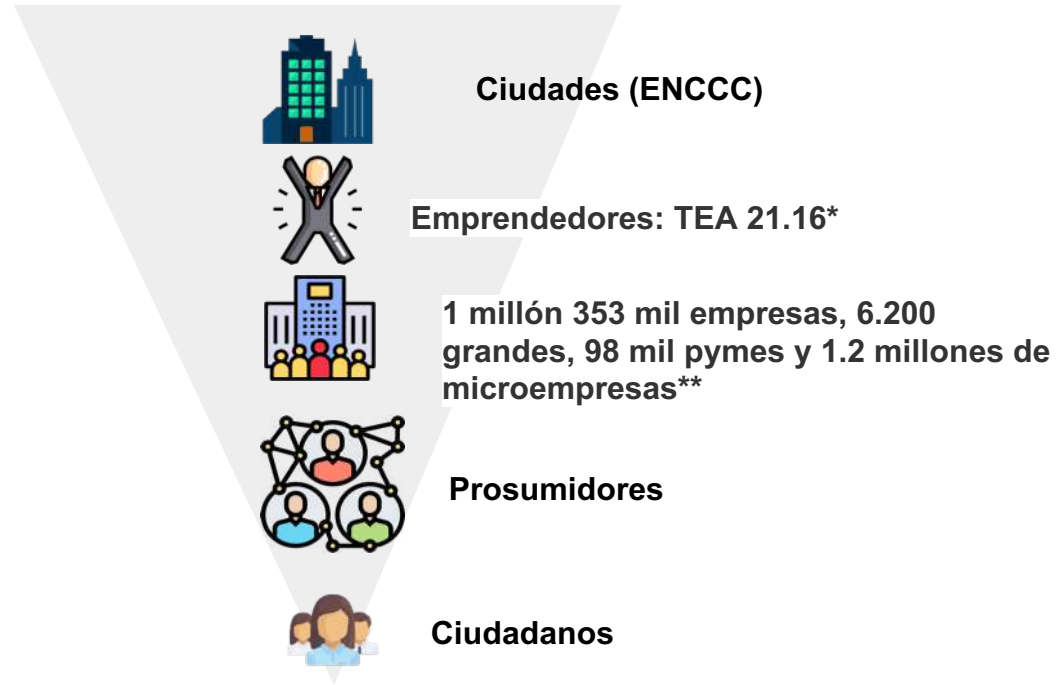 Ciudades (ENCCC)
Emprendedores: TEA 21.16*
1 millón 353 mil empresas, 6.200
grandes, 98 mil pymes y 1.2 millones de
microempresas**
Prosumidores
Ciudadanos